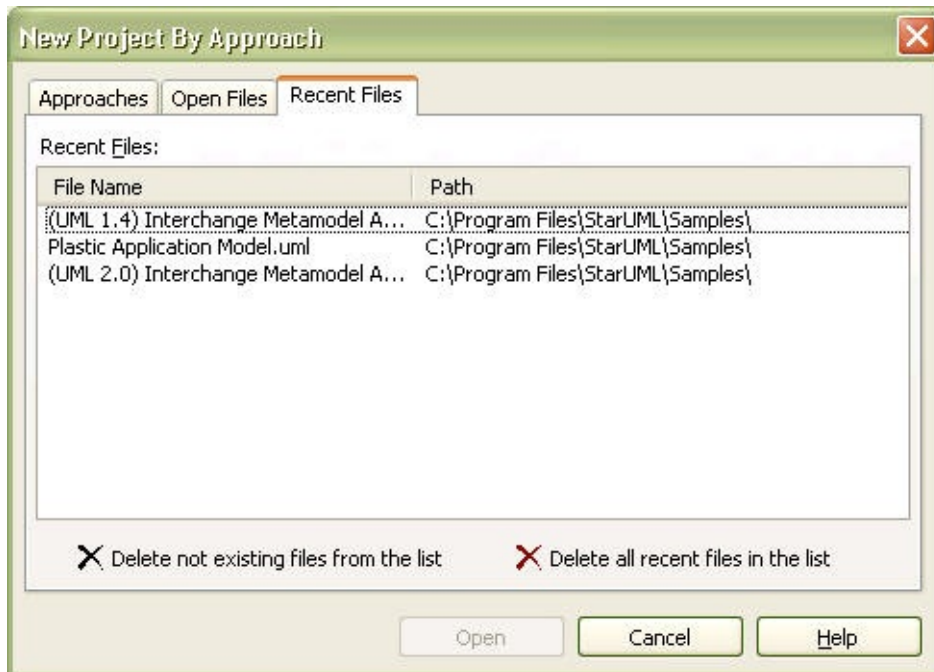 New Project By Approach
Approaches Open Files Recent Files
Recent Files:
File Name Path
(UML 1.4) Interchange Metamodel A... C:\Program Files\StarUML\Samples\
Plastic Application Model.uml C:\Program Files\StarUML\Samples\
(UML 2.0) Interchange Metamodel A... C:\Program Files\StarUML\Samples\
Delete not existing files from the list Delete all recent files in the list
Open Cancel Help